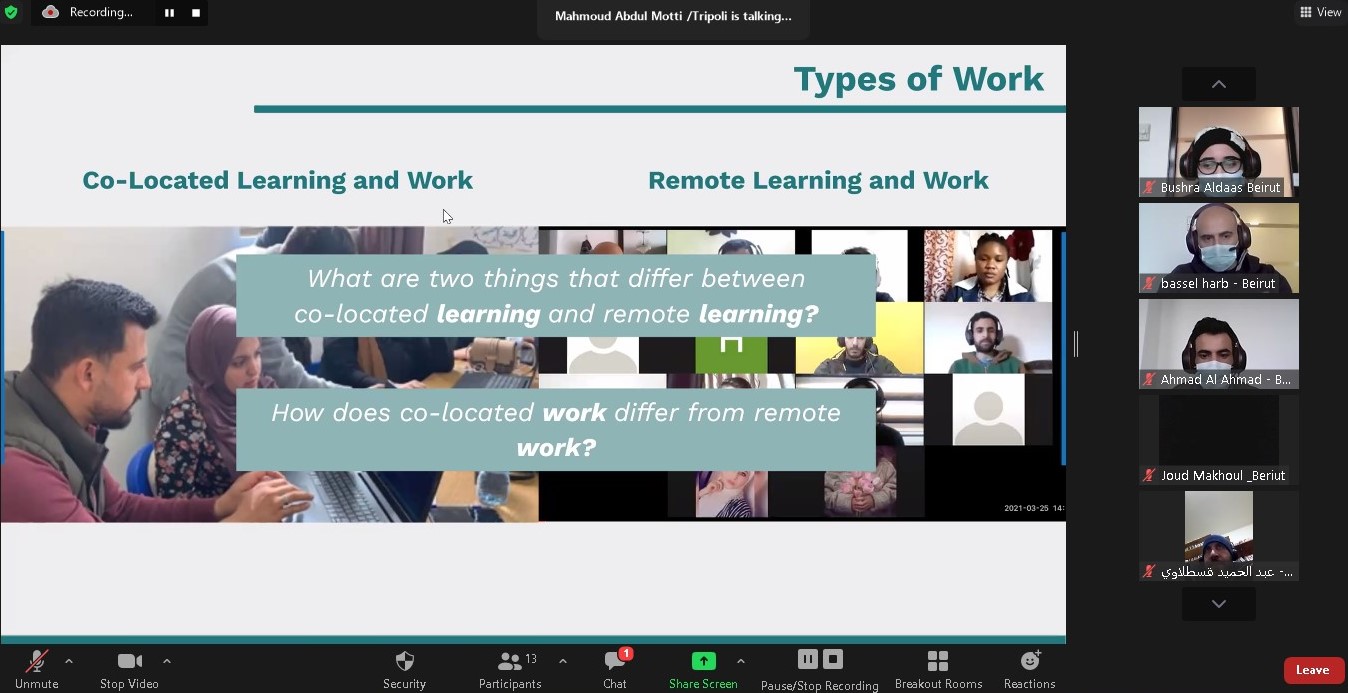 Recording...
Mahmoud Abdul Motti /Tripoli is talking...
View
Types of Work
Co-Located Learning and Work
Remote Learning and Work
What are two things that differ between
co-located learning and remote learning?
How does co-located work differ from remote
work?
2021-03-25 14:
Bushra Aldaas Beirut
bassel harb - Beirut
Ahmad Al Ahmad - B...
Joud Makhoul _Beriut
عبد الحميد قسطلاوي -...
Unmute
Stop Video
Security
13
Participants
1
Chat
Share Screen
Pause/Stop Recording
Breakout Rooms
Reactions
Leave